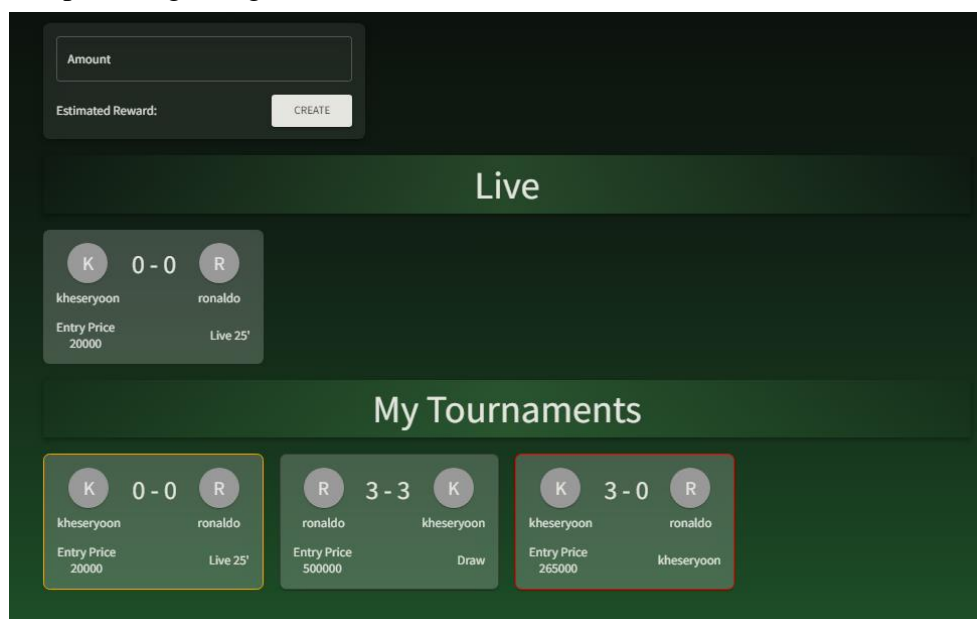 Amount
Estimated Reward:
CREATE
Live
K 0 - 0 R
kheseryoon ronaldo
Entry Price
20000
Live 25'
My Tournaments
K 0 - 0 R
kheseryoon ronaldo
Entry Price
20000
Live 25'
R 3 - 3 K
ronaldo kheseryoon
Entry Price
500000
Draw
K 3 - 0 R
kheseryoon ronaldo
Entry Price
265000
kheseryoon